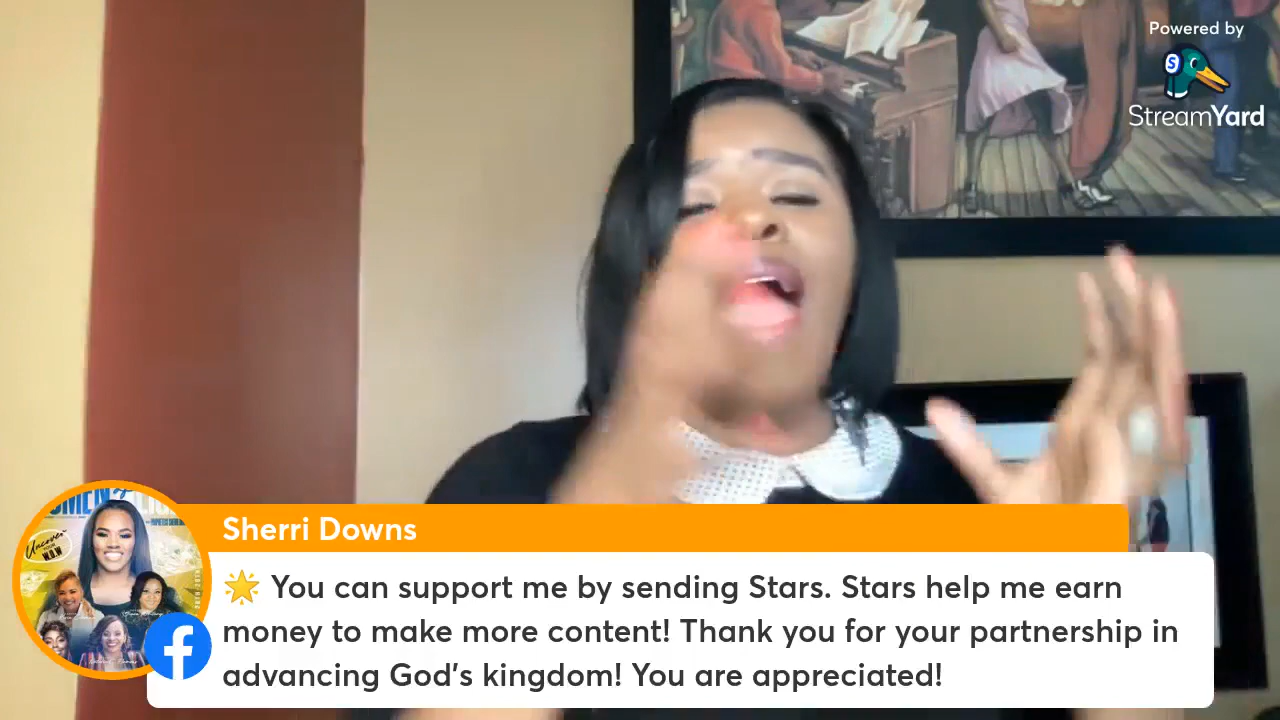 Powered by
S
StreamYard
Sherri Downs
🌟 You can support me by sending Stars. Stars help me earn
money to make more content! Thank you for your partnership in
advancing God's kingdom! You are appreciated!
Uncover
W.O.W